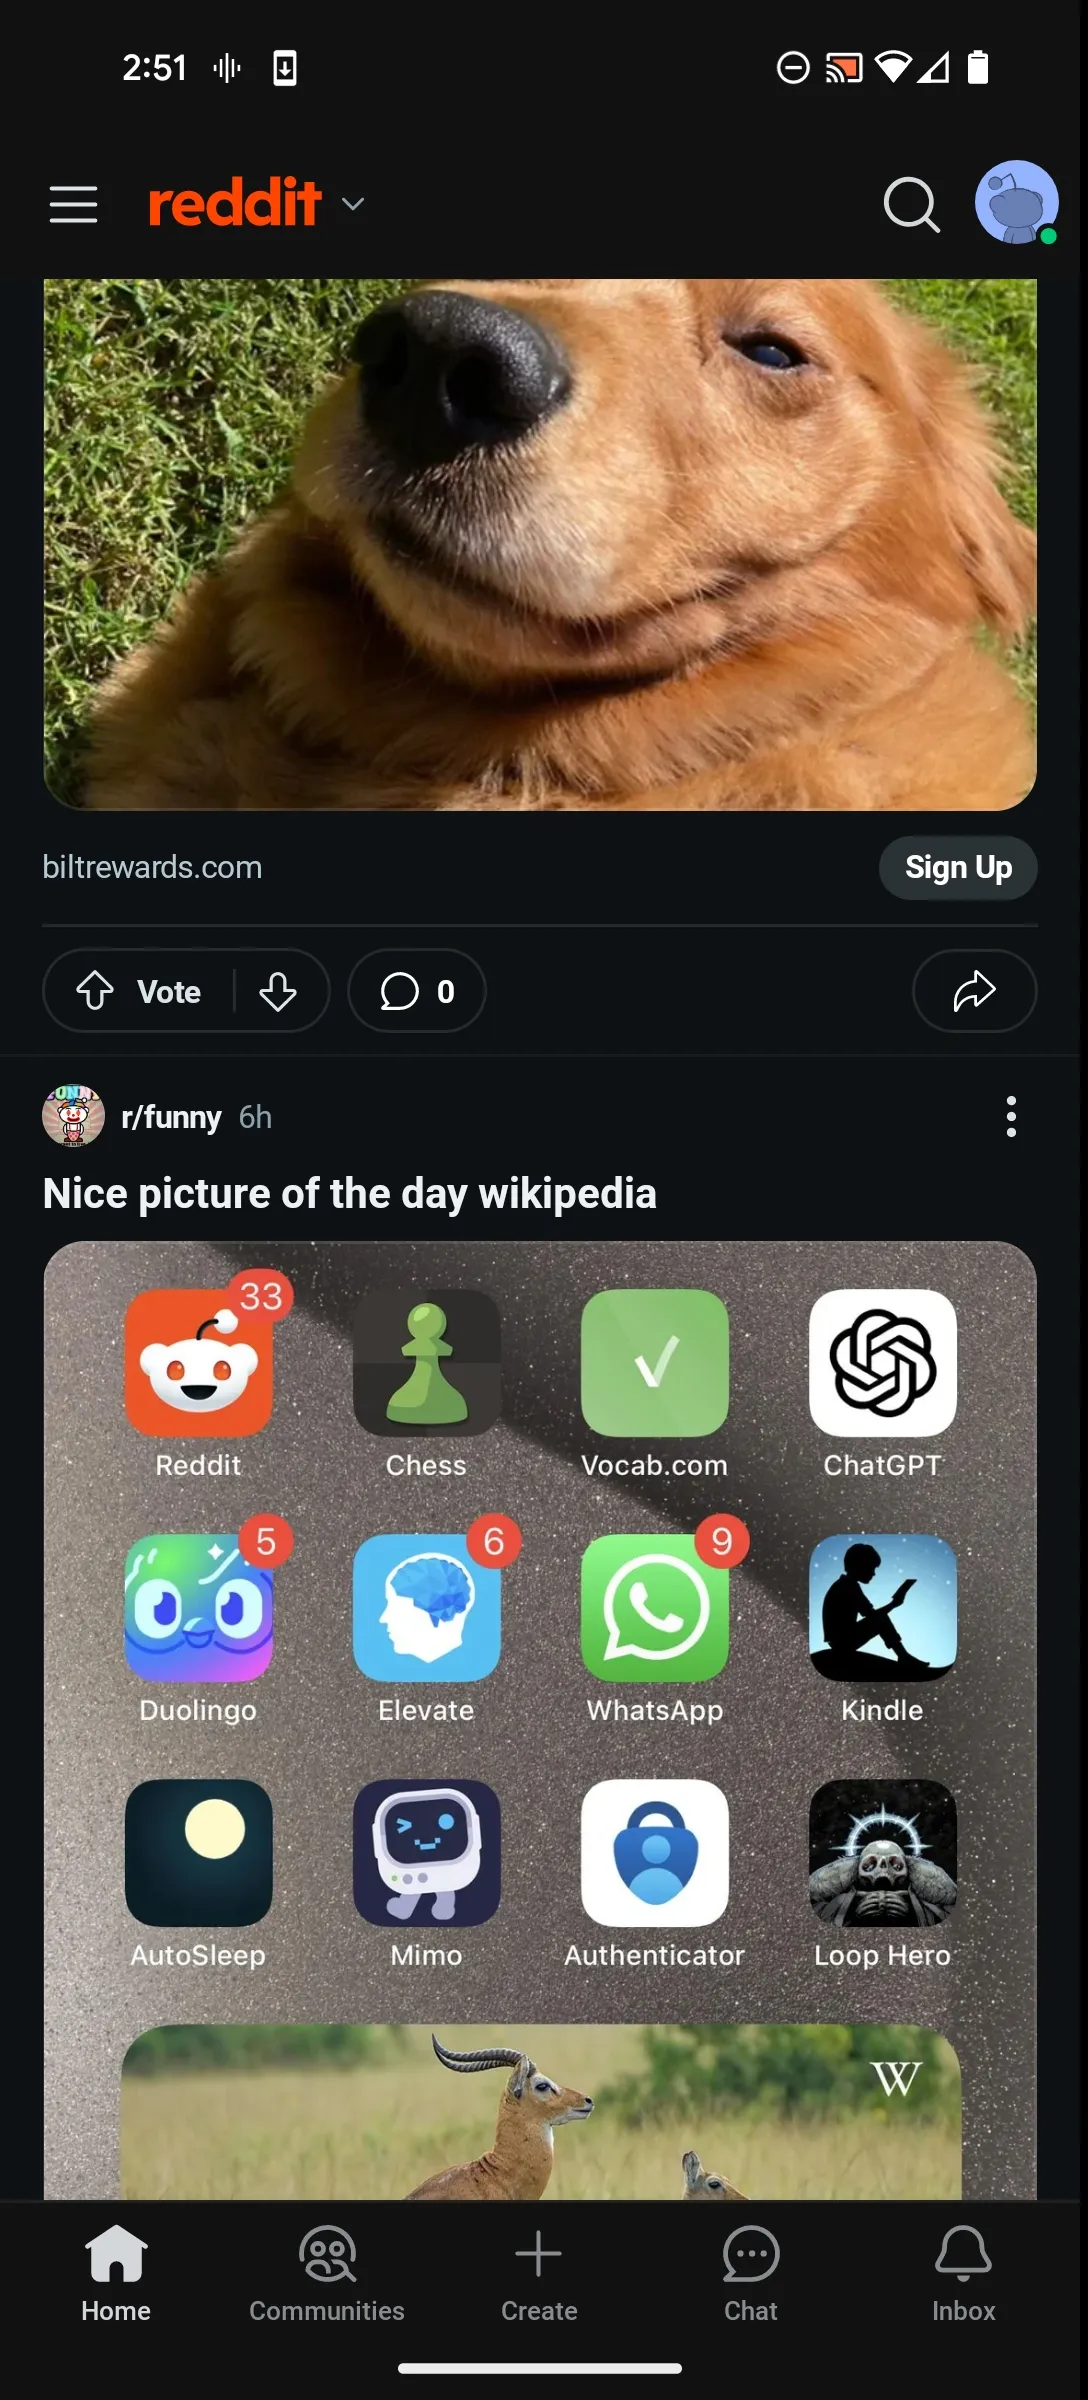 2:51
reddit
biltrewards.com
Sign Up
Vote
0
r/funny 6h
Nice picture of the day wikipedia
33
Reddit
Chess
Vocab.com
ChatGPT
5
6
9
Duolingo
Elevate
WhatsApp
Kindle
AutoSleep
Mimo
Authenticator
Loop Hero
W
Home
Communities
Create
Chat
Inbox